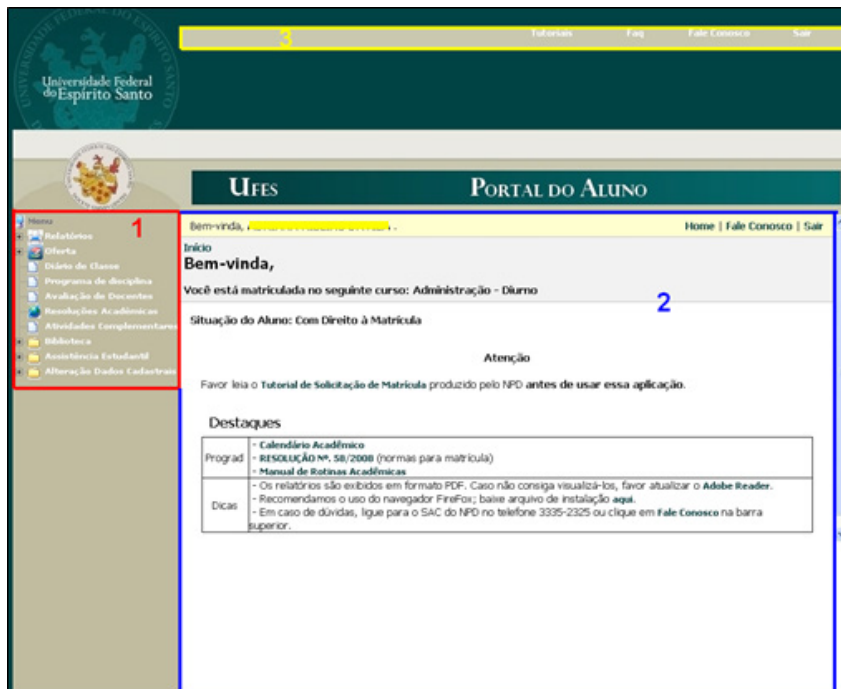 3
Tutoriais Faq Fale Conosco Sair
Universidade Federal
do Espírito Santo
UFES PORTAL DO ALUNO
1
Menu
Relatórios
Oferta
Diário de Classe
Programa de disciplina
Avaliação de Docentes
Resoluções Acadêmicas
Atividades Complementares
Biblioteca
Assistência Estudantil
Alteração Dados Cadastrais
Bem-vinda, Home | Fale Conosco | Sair
Início
Bem-vinda,
Você está matriculada no seguinte curso: Administração - Diurno
2
Situação do Aluno: Com Direito à Matrícula
Atenção
Favor leia o Tutorial de Solicitação de Matrícula produzido pelo NPD antes de usar essa aplicação.
Destaques
Prograd
- Calendário Acadêmico
- RESOLUÇÃO Nº. 58/2008 (normas para matrícula)
- Manual de Rotinas Acadêmicas
Dicas
- Os relatórios são exibidos em formato PDF. Caso não consiga visualizá-los, favor atualizar o Adobe Reader.
- Recomendamos o uso do navegador FireFox; baixe arquivo de instalação aqui.
- Em caso de dúvidas, ligue para o SAC do NPD no telefone 3335-2325 ou clique em Fale Conosco na barra
superior.